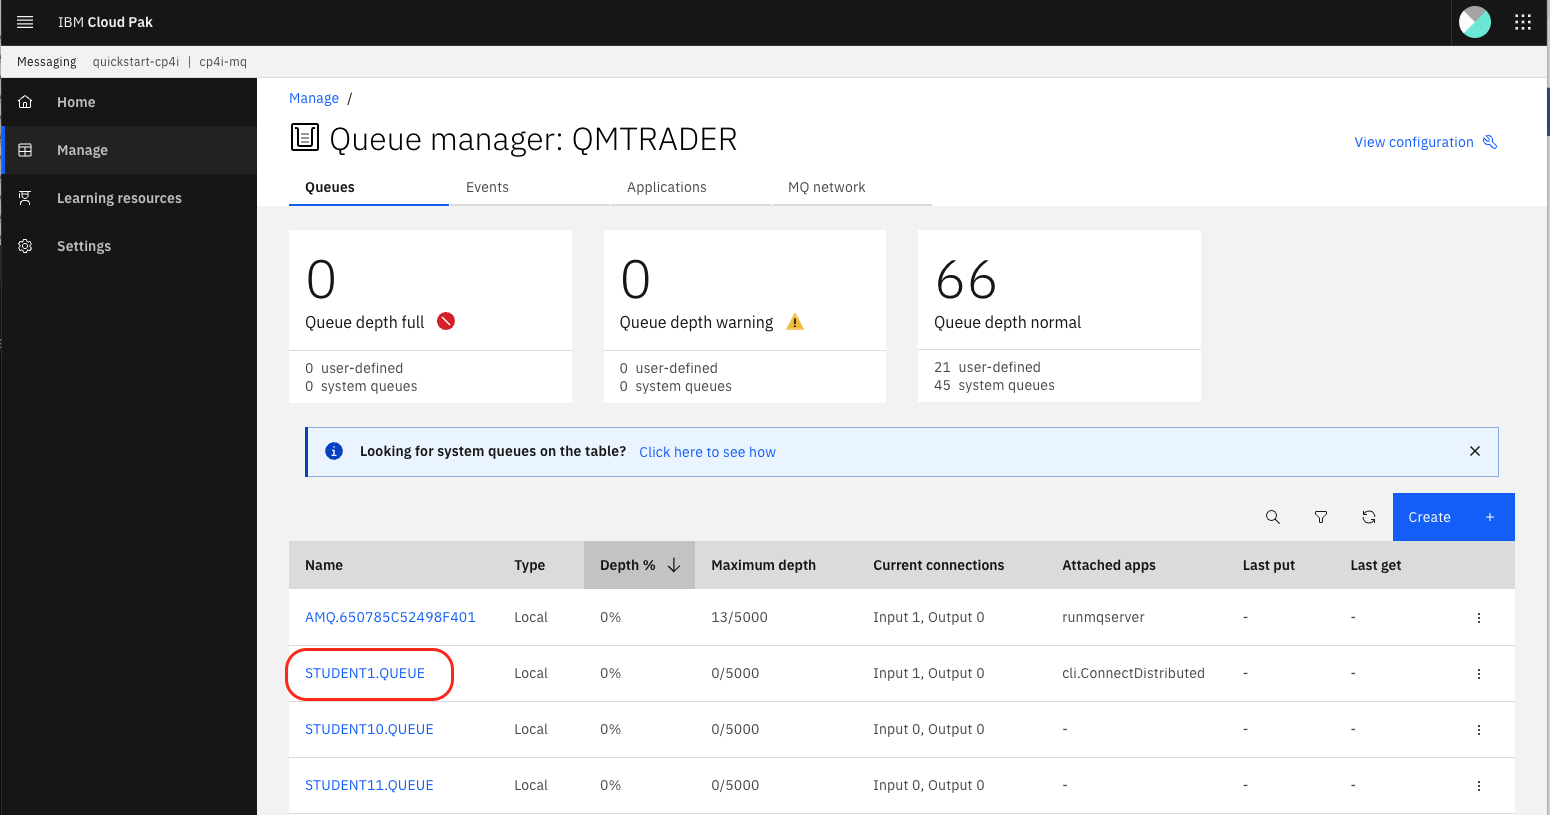 IBM Cloud Pak
Messaging quickstart-cp4i | cp4i-mq
Home
Manage
Learning resources
Settings
Manage /
Queue manager: QMTRADER
View configuration
Queues Events Applications MQ network
0
Queue depth full
0 user-defined
0 system queues
0
Queue depth warning
0 user-defined
0 system queues
66
Queue depth normal
21 user-defined
45 system queues
Looking for system queues on the table? Click here to see how
Create +
Name Type Depth % Maximum depth Current connections Attached apps Last put Last get
AMQ.650785C52498F401 Local 0% 13/5000 Input 1, Output 0 runmqserver - -
STUDENT1.QUEUE Local 0% 0/5000 Input 1, Output 0 cli.ConnectDistributed - -
STUDENT10.QUEUE Local 0% 0/5000 Input 0, Output 0 - - -
STUDENT11.QUEUE Local 0% 0/5000 Input 0, Output 0 - - -